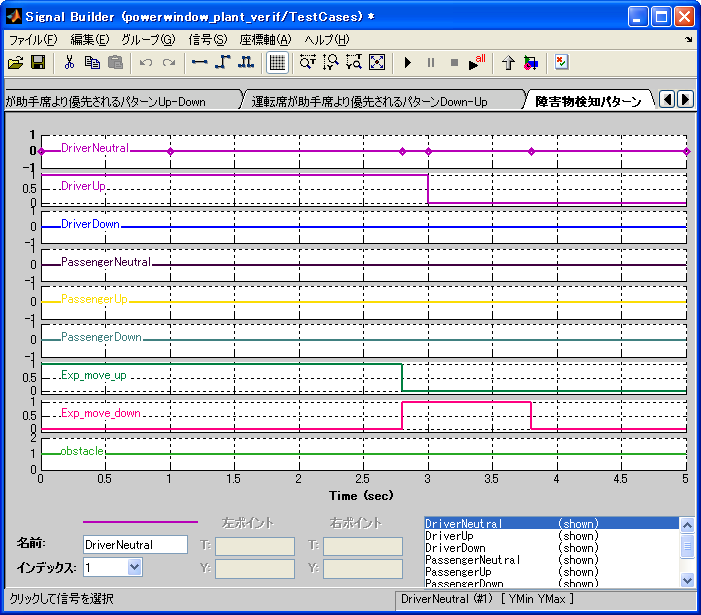 Signal Builder (powerwindow_plant_verif/TestCases) *
ファイル(F) 編集(E) グループ(G) 信号(S) 座標軸(A) ヘルプ(H)
all
が助手席より優先されるパターンUp-Down 運転席が助手席より優先されるパターンDown-Up 障害物検知パターン
1
0
-1
DriverNeutral
0.5
0
DriverUp
1
0
-1
DriverDown
1
0
-1
PassengerNeutral
1
0
-1
PassengerUp
1
0
-1
PassengerDown
0.5
0
Exp_move_up
1
0.5
0
Exp_move_down
2
1
0
obstacle
0 0.5 1 1.5 2 2.5 3 3.5 4 4.5 5
Time (sec)
左ポイント 右ポイント
名前: DriverNeutral T: T:
インデックス: 1 Y: Y:
DriverNeutral (shown)
DriverUp (shown)
DriverDown (shown)
PassengerNeutral (shown)
PassengerUp (shown)
PassengerDown (shown)
クリックして信号を選択 DriverNeutral (#1) [ YMin YMax ]